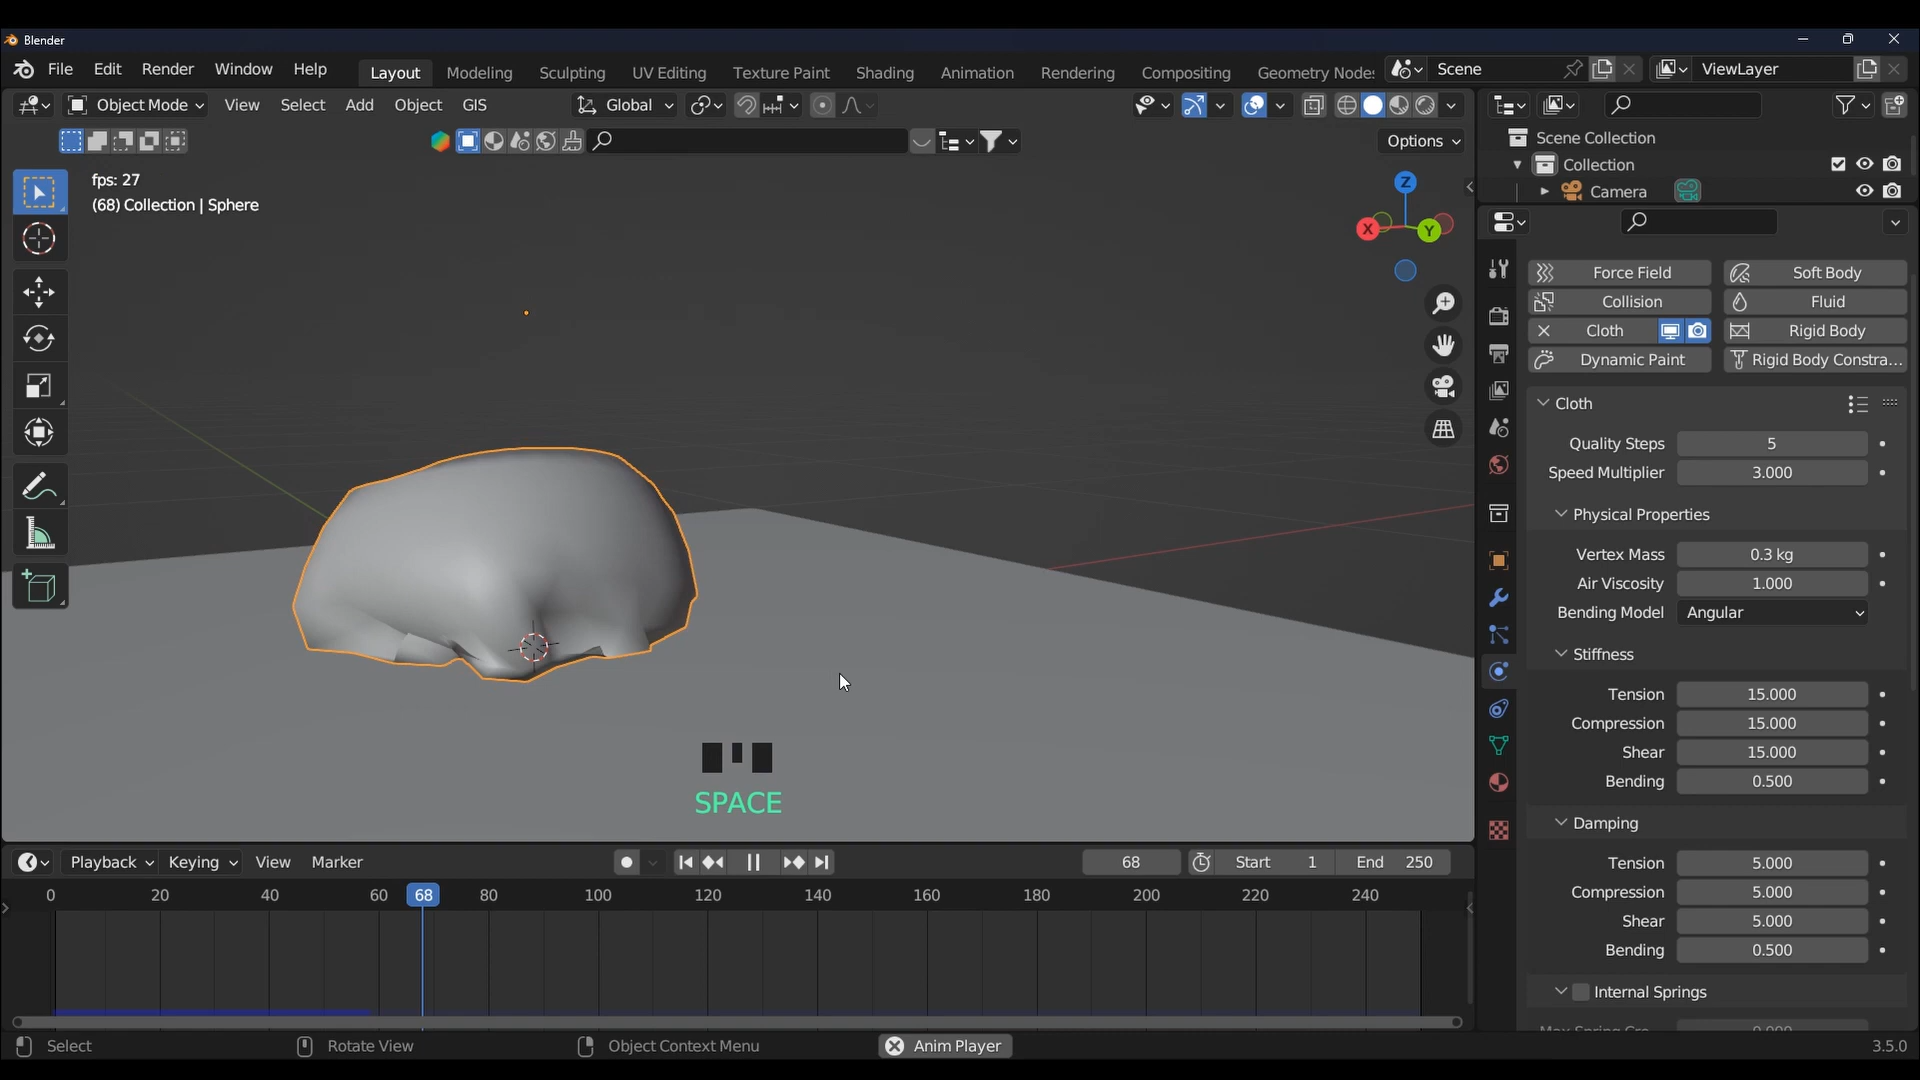 Blender
File Edit Render Window Help Layout Modeling Sculpting UV Editing Texture Paint Shading Animation Rendering Compositing Geometry Nodes Scene ViewLayer
Object Mode View Select Add Object GIS Global
Options
Scene Collection
Collection
Camera
fps: 27
(68) Collection | Sphere
Z
X
Y
Force Field Soft Body
Collision Fluid
Cloth Rigid Body
Dynamic Paint Rigid Body Constra...
Cloth
Quality Steps 5
Speed Multiplier 3.000
Physical Properties
Vertex Mass 0.3 kg
Air Viscosity 1.000
Bending Model Angular
Stiffness
Tension 15.000
Compression 15.000
Shear 15.000
Bending 0.500
Damping
Tension 5.000
Compression 5.000
Shear 5.000
Bending 0.500
Internal Springs
SPACE
Playback Keying View Marker 68 Start 1 End 250
0 20 40 60 68 80 100 120 140 160 180 200 220 240
Select Rotate View Object Context Menu Anim Player 3.5.0